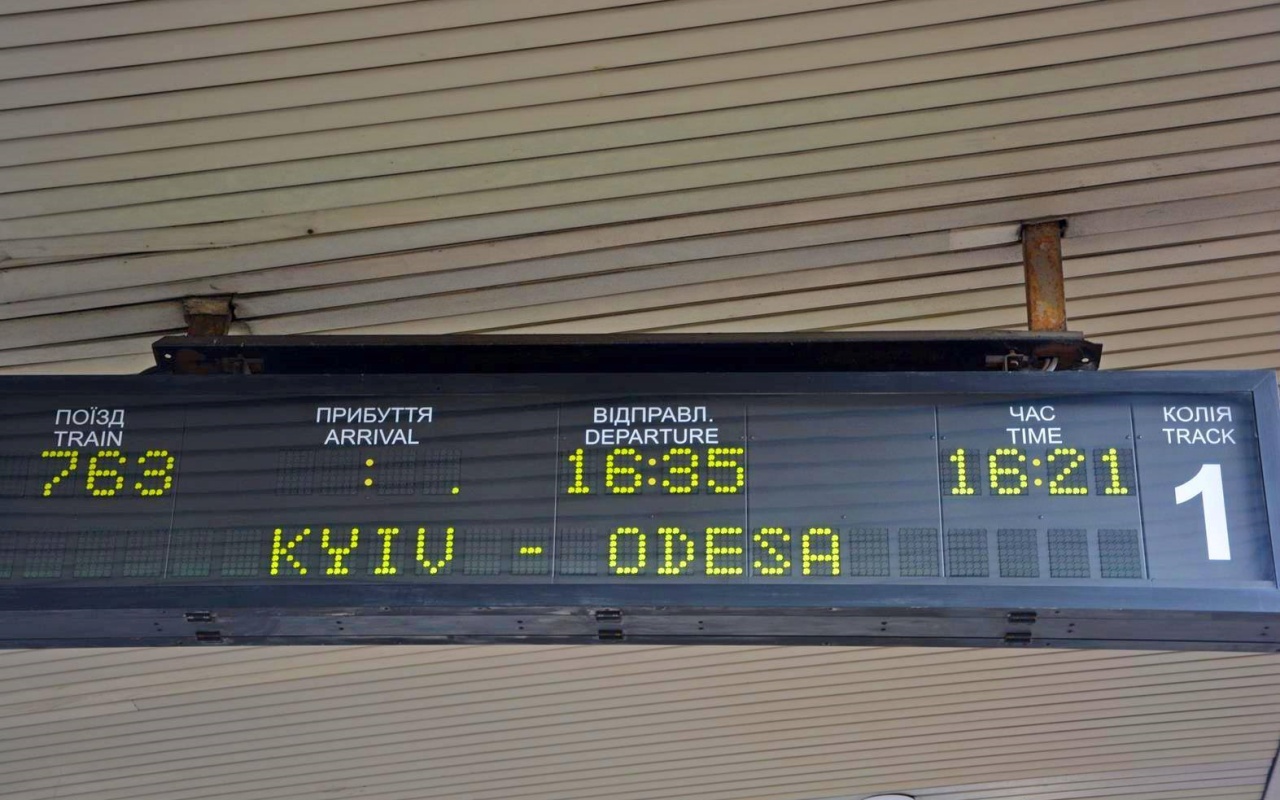 ПОЇЗД ПРИБУТТЯ ВІДПРАВЛ. ЧАС КОЛІЯ
TRAIN ARRIVAL DEPARTURE TIME TRACK
763 : . 16:35 16:21 1
KYIV - ODESA